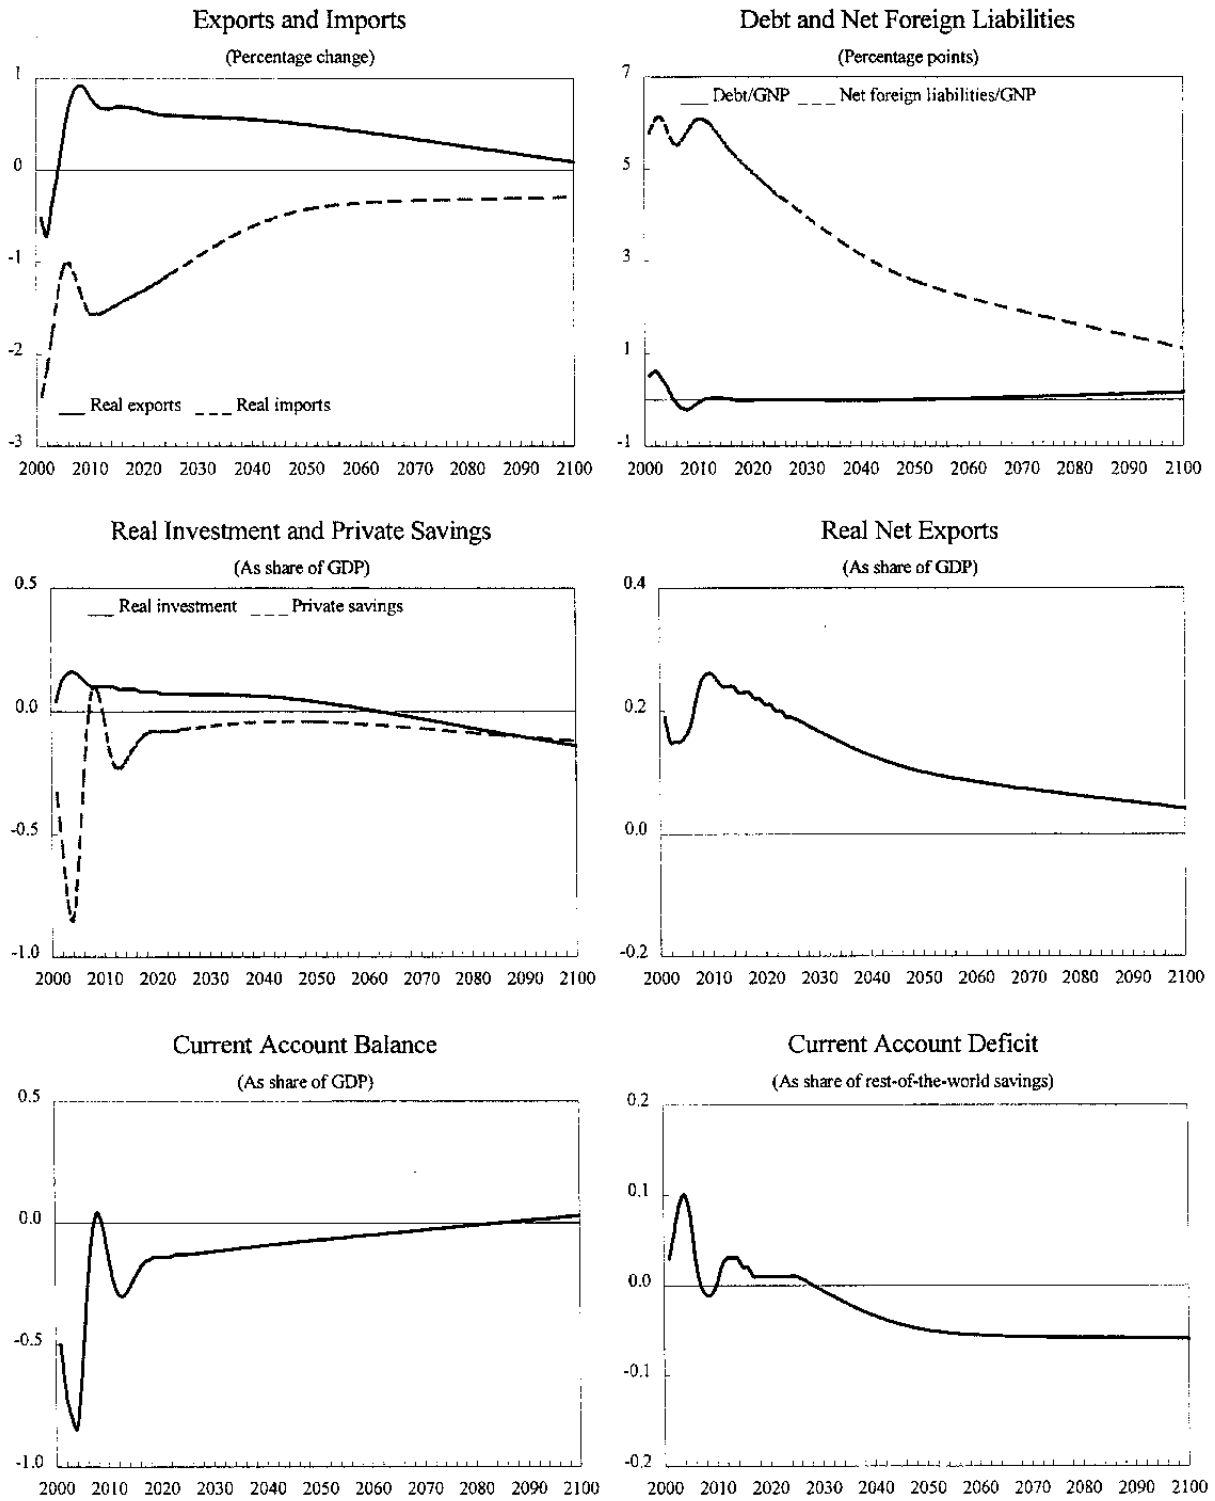 Exports and Imports
(Percentage change)
1
0
-1
-2
-3
Real exports
Real imports
2000 2010 2020 2030 2040 2050 2060 2070 2080 2090 2100
Debt and Net Foreign Liabilities
(Percentage points)
7
5
3
1
-1
Debt/GNP
Net foreign liabilities/GNP
2000 2010 2020 2030 2040 2050 2060 2070 2080 2090 2100
Real Investment and Private Savings
(As share of GDP)
0.5
0.0
-0.5
-1.0
Real investment
Private savings
2000 2010 2020 2030 2040 2050 2060 2070 2080 2090 2100
Real Net Exports
(As share of GDP)
0.4
0.2
0.0
-0.2
2000 2010 2020 2030 2040 2050 2060 2070 2080 2090 2100
Current Account Balance
(As share of GDP)
0.5
0.0
-0.5
-1.0
2000 2010 2020 2030 2040 2050 2060 2070 2080 2090 2100
Current Account Deficit
(As share of rest-of-the-world savings)
0.2
0.1
0.0
-0.1
-0.2
2000 2010 2020 2030 2040 2050 2060 2070 2080 2090 2100